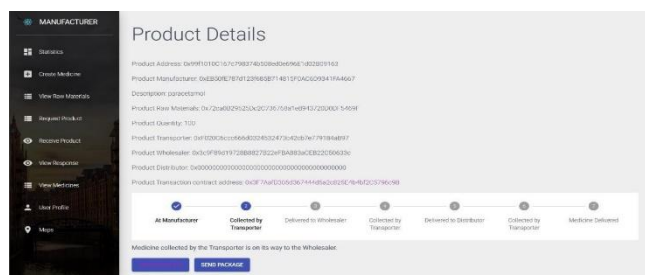 MANUFACTURER
Statistics
Create Medicine
View Raw Materials
Request Product
Receive Product
View Response
View Medicines
User Profile
Maps
Product Details
Product Address:
Product Manufacturer:
Description: paracetamol
Product Raw Materials:
Product Quantity: 100
Product Transporter:
Product Wholesaler:
Product Distributor:
Product Transaction contract address:
At Manufacturer
Collected by
Transporter
Delivered to Wholesaler
Collected by
Transporter
Delivered to Distributor
Collected by
Transporter
Medicine Delivered
Medicine collected by the Transporter is on its way to the Wholesaler.
SEND PACKAGE